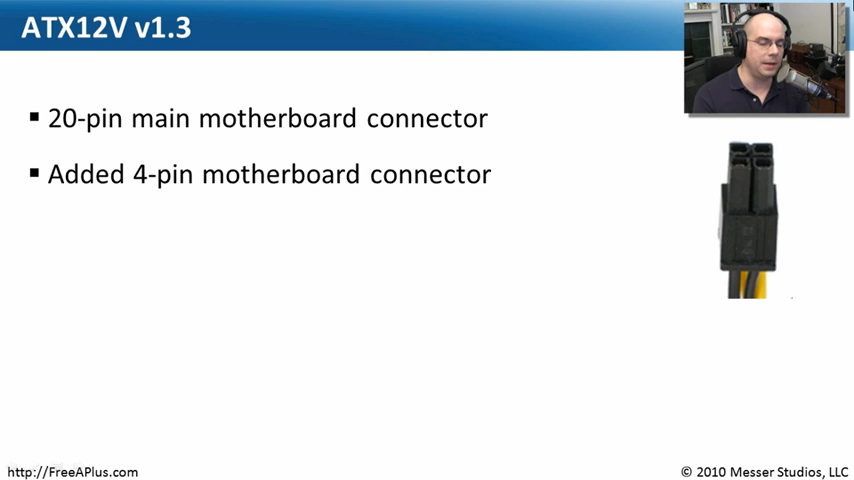 ATX12V v1.3
▪ 20-pin main motherboard connector
▪ Added 4-pin motherboard connector
http://FreeAPlus.com
© 2010 Messer Studios, LLC